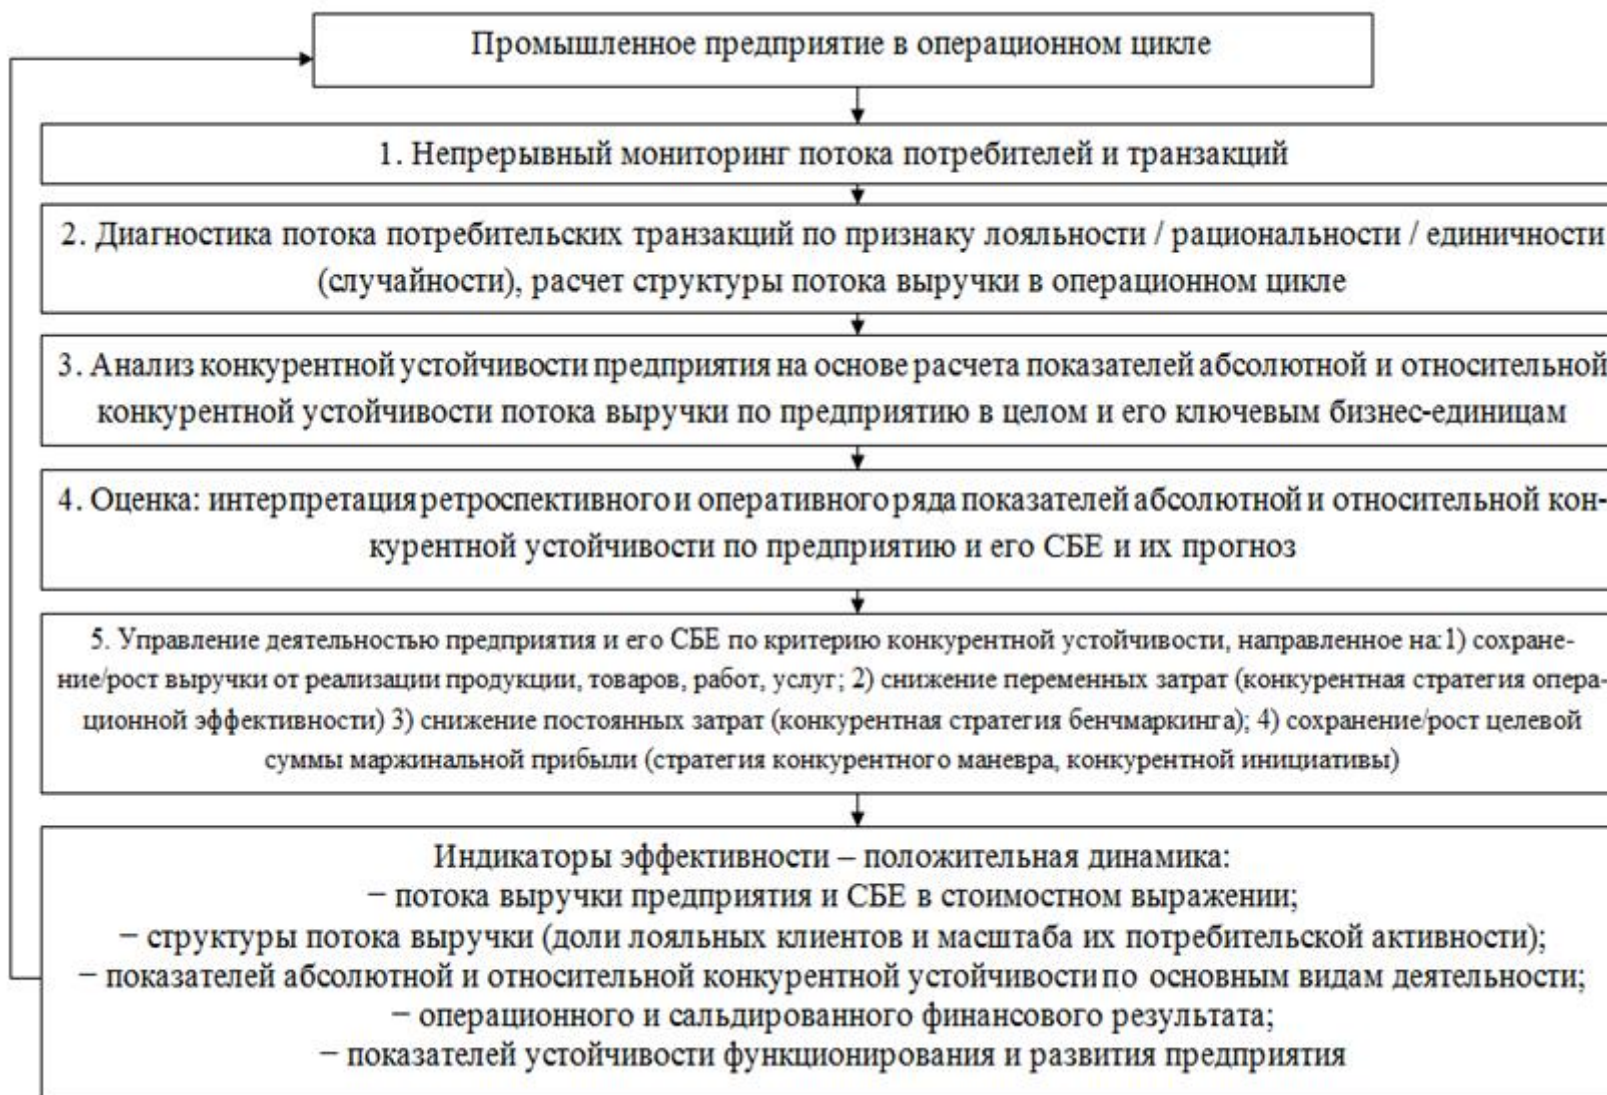 Промышленное предприятие в операционном цикле
1. Непрерывный мониторинг потока потребителей и транзакций
2. Диагностика потока потребительских транзакций по признаку лояльности / рациональности / единичности
(случайности), расчет структуры потока выручки в операционном цикле
3. Анализ конкурентной устойчивости предприятия на основе расчета показателей абсолютной и относительной
конкурентной устойчивости потока выручки по предприятию в целом и его ключевым бизнес-единицам
4. Оценка: интерпретация ретроспективного и оперативного ряда показателей абсолютной и относительной кон-
курентной устойчивости по предприятию и его СБЕ и их прогноз
5. Управление деятельностью предприятия и его СБЕ по критерию конкурентной устойчивости, направленное на:1) сохране-
ние/рост выручки от реализации продукции, товаров, работ, услуг; 2) снижение переменных затрат (конкурентная стратегия опера-
ционной эффективности) 3) снижение постоянных затрат (конкурентная стратегия бенчмаркинга); 4) сохранение/рост целевой
суммы маржинальной прибыли (стратегия конкурентного маневра, конкурентной инициативы)
Индикаторы эффективности – положительная динамика:
− потока выручки предприятия и СБЕ в стоимостном выражении;
− структуры потока выручки (доли лояльных клиентов и масштаба их потребительской активности);
− показателей абсолютной и относительной конкурентной устойчивости по основным видам деятельности;
− операционного и сальдированного финансового результата;
− показателей устойчивости функционирования и развития предприятия